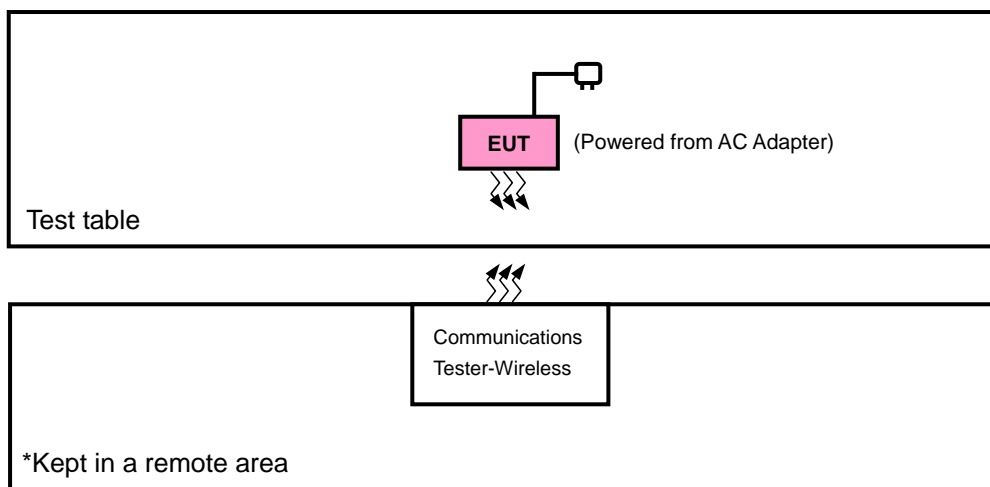 EUT
(Powered from AC Adapter)
Test table
Communications
Tester-Wireless
*Kept in a remote area